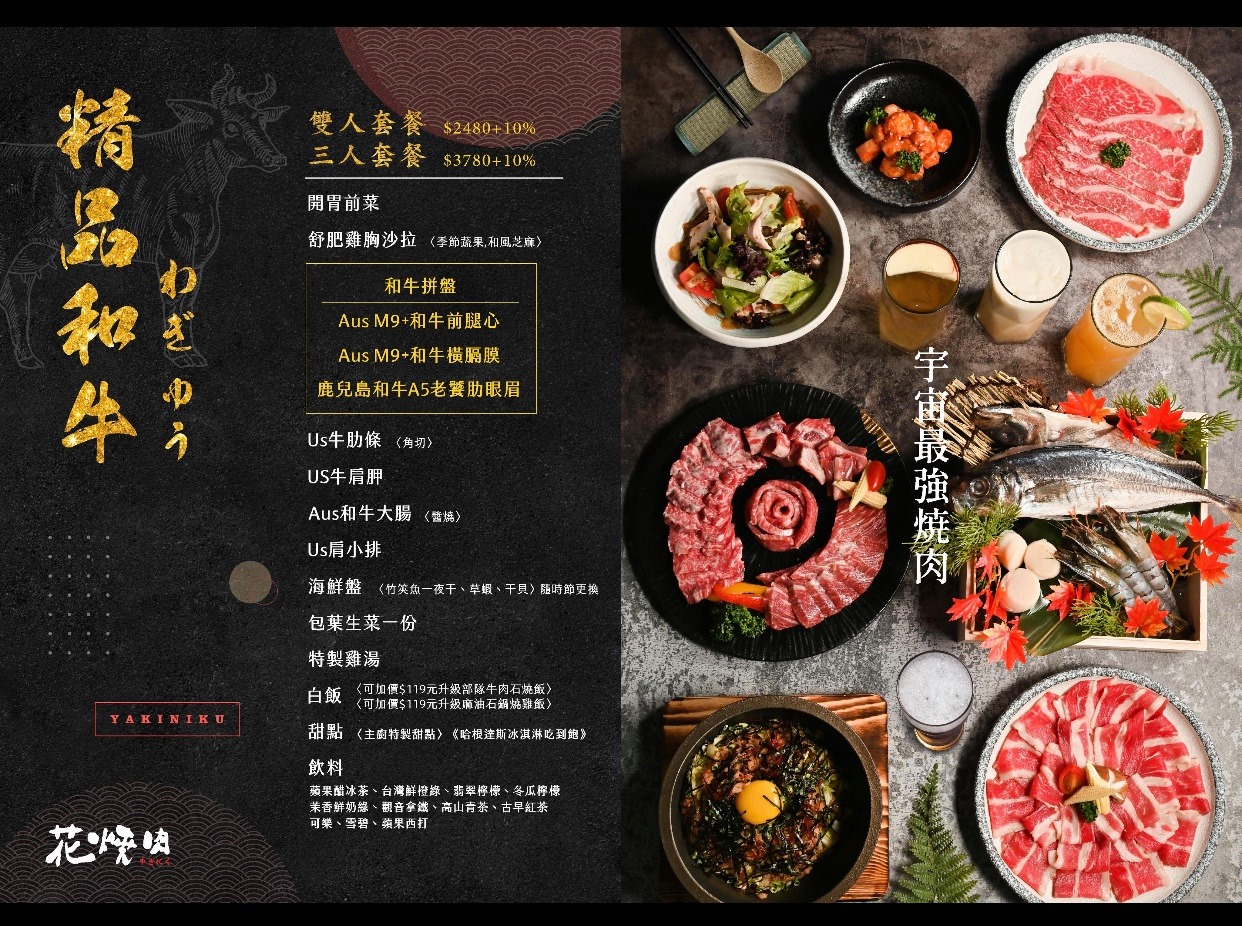 精品和牛
わぎゅう
雙人套餐 $2480+10%
三人套餐 $3780+10%
開胃前菜
舒肥雞胸沙拉 〈季節蔬果,和風芝麻〉
和牛拼盤
Aus M9+和牛前腿心
Aus M9+和牛橫膈膜
鹿兒島和牛A5老饕肋眼眉
Us牛肋條 〈角切〉
US牛肩胛
Aus和牛大腸 〈醬燒〉
Us肩小排
海鮮盤 〈竹筴魚一夜干、草蝦、干貝〉隨時節更換
包葉生菜一份
特製雞湯
白飯 〈可加價$119元升級部隊牛肉石燒飯〉
〈可加價$119元升級麻油石鍋燒雞飯〉
甜點 〈主廚特製甜點〉《哈根達斯冰淇淋吃到飽》
飲料
蘋果醋冰茶、台灣鮮橙綠、翡翠檸檬、冬瓜檸檬
茉香鮮奶綠、觀音拿鐵、高山青茶、古早紅茶
可樂、雪碧、蘋果西打
YAKINIKU
花燒肉
やきにく
宇宙最強燒肉